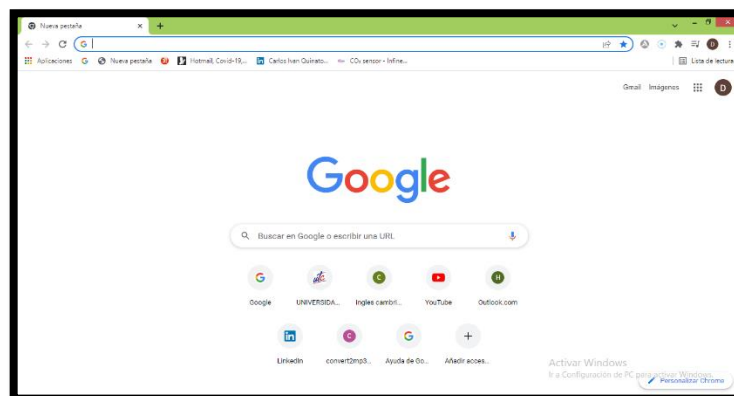 Nueva pestaña
Aplicaciones G Nueva pestaña Hotmail, Covid-19,... in Carlos Ivan Quinato... CO₂ sensor - Infine...
Lista de lectura
Gmail Imágenes D
Google
Buscar en Google o escribir una URL
Google UNIVERSIDA... Ingles cambri... YouTube Outlook.com
LinkedIn convert2mp3... Ayuda de Go... Añadir acces...
Activar Windows
Ir a Configuración de PC para activar Windows.
Personalizar Chrome